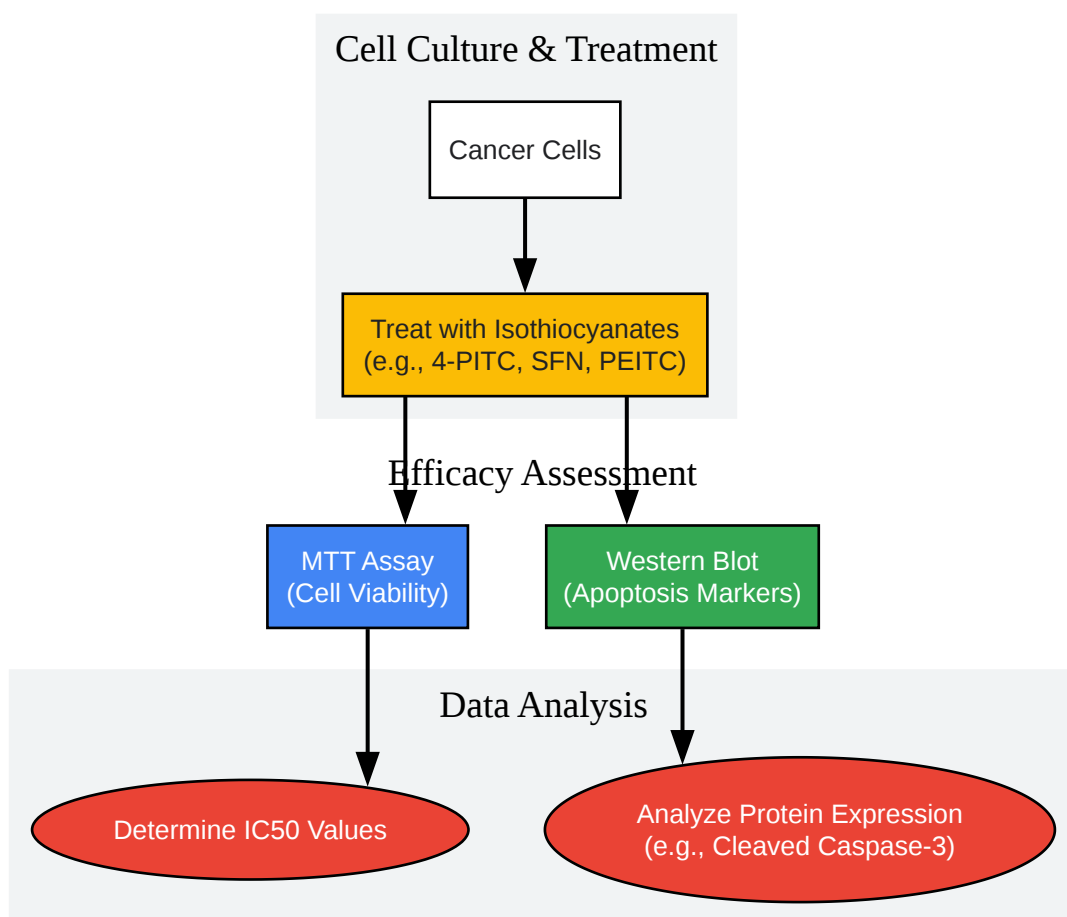 Cell Culture & Treatment
Cancer Cells
Treat with Isothiocyanates
(e.g., 4-PITC, SFN, PEITC)
Efficacy Assessment
MTT Assay
(Cell Viability)
Western Blot
(Apoptosis Markers)
Data Analysis
Determine IC50 Values
Analyze Protein Expression
(e.g., Cleaved Caspase-3)